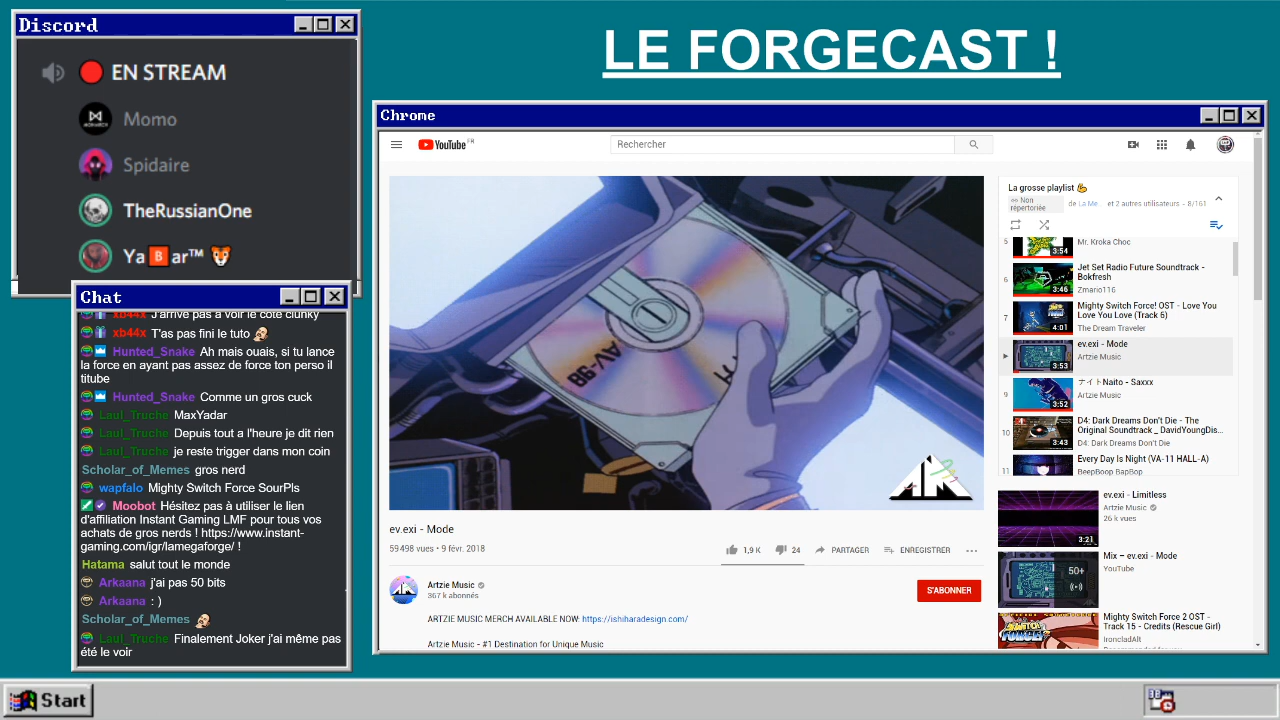 Discord
EN STREAM
Momo
Spidaire
TheRussianOne
Ya🅱ar™ 🐯
Chat
xb44x J'arrive pas à voir le coté clunky
xb44x T'as pas fini le tuto
Hunted_Snake Ah mais ouais, si tu lance
la force en ayant pas assez de force ton perso il
titube
Hunted_Snake Comme un gros cuck
Laul_Truche MaxYadar
Laul_Truche Depuis tout a l'heure je dit rien
Laul_Truche je reste trigger dans mon coin
Scholar_of_Memes gros nerd
wapfalo Mighty Switch Force SourPls
Moobot Hésitez pas à utiliser le lien
d'affiliation Instant Gaming LMF pour tous vos
achats de gros nerds ! https://www.instant-
gaming.com/igr/lamegaforge/ !
Hatama salut tout le monde
Arkaana j'ai pas 50 bits
Arkaana : )
Scholar_of_Memes
Laul_Truche Finalement Joker j'ai même pas
été le voir
LE FORGECAST !
Chrome
YouTube FR
Rechercher
AV-98
ev.exi - Mode
59 498 vues • 9 févr. 2018
1,9 K
24
PARTAGER
ENREGISTRER
Artzie Music
367 k abonnés
S'ABONNER
ARTZIE MUSIC MERCH AVAILABLE NOW: https://ishiharadesign.com/
Artzie Music - #1 Destination for Unique Music
La grosse playlist 💪
Non
répertoriée
de La Me... et 2 autres utilisateurs - 8/161
5
3:54
Mr. Kroka Choc
6
3:46
Jet Set Radio Future Soundtrack -
Bokfresh
Zmario116
7
4:01
Mighty Switch Force! OST - Love You
Love You Love (Track 6)
The Dream Traveler
3:53
ev.exi - Mode
Artzie Music
9
3:52
ナイトNaito - Saxxx
Artzie Music
10
3:43
D4: Dark Dreams Don't Die - The
Original Soundtrack _ DavidYoungDis...
D4: Dark Dreams Don't Die
11
Every Day Is Night (VA-11 HALL-A)
BeepBoop BapBop
3:21
ev.exi - Limitless
Artzie Music
26 k vues
50+
Mix – ev.exi - Mode
YouTube
Mighty Switch Force 2 OST -
Track 15 - Credits (Rescue Girl)
IroncladAlt
Start